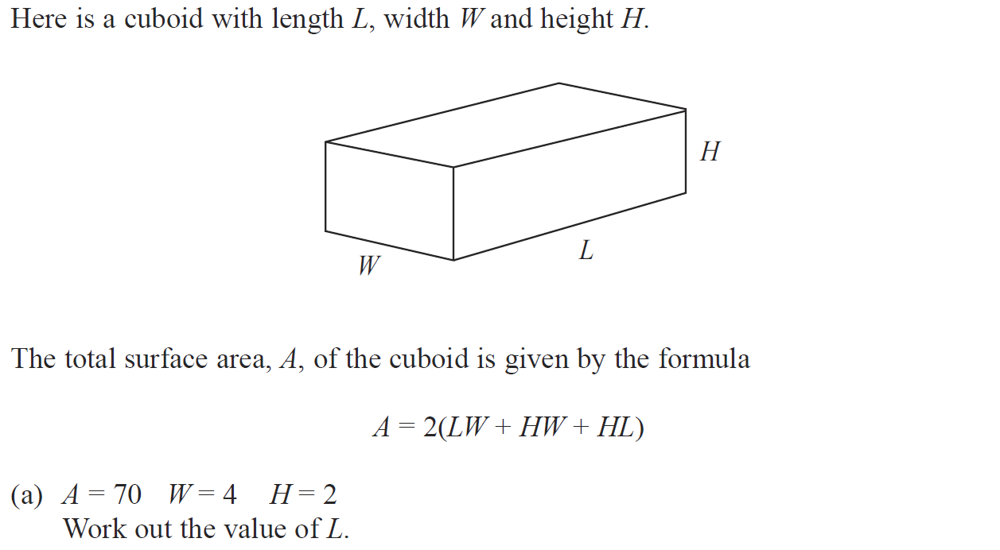 Here is a cuboid with length L, width W and height H.
H
L
W
The total surface area, A, of the cuboid is given by the formula
A = 2(LW + HW + HL)
(a) A = 70 W = 4 H = 2
Work out the value of L.